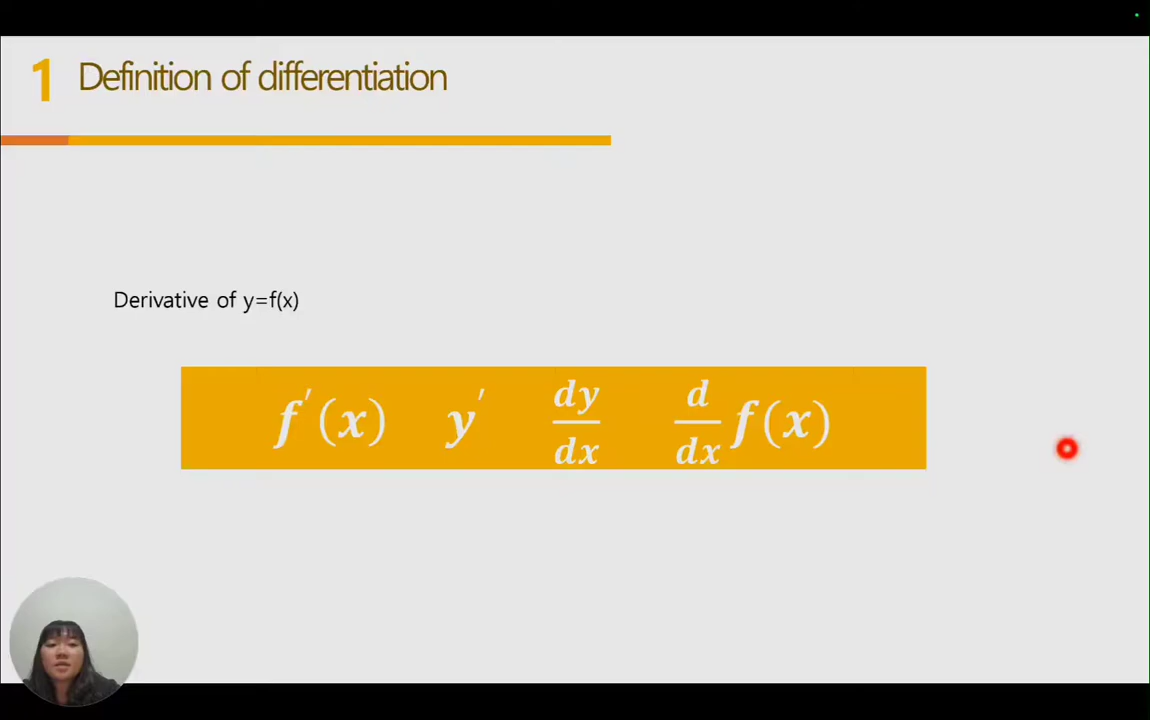 1 Definition of differentiation
Derivative of y=f(x)
f′(x) y′ dy/dx d/dx f(x)